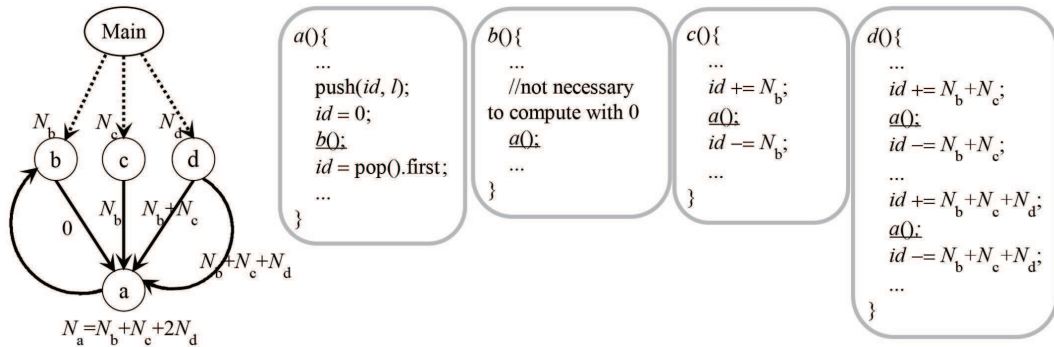 Main
N_b
N_c
N_d
b
c
d
0
N_b
N_b+N_c
N_b+N_c+N_d
a
N_a=N_b+N_c+2N_d
a(){
...
push(id, l);
id = 0;
b();
id = pop().first;
...
}
b(){
...
//not necessary
to compute with 0
a();
...
}
c(){
...
id += N_b;
a();
id -= N_b;
...
}
d(){
...
id += N_b+N_c;
a();
id -= N_b+N_c;
...
id += N_b+N_c+N_d;
a();
id -= N_b+N_c+N_d;
...
}